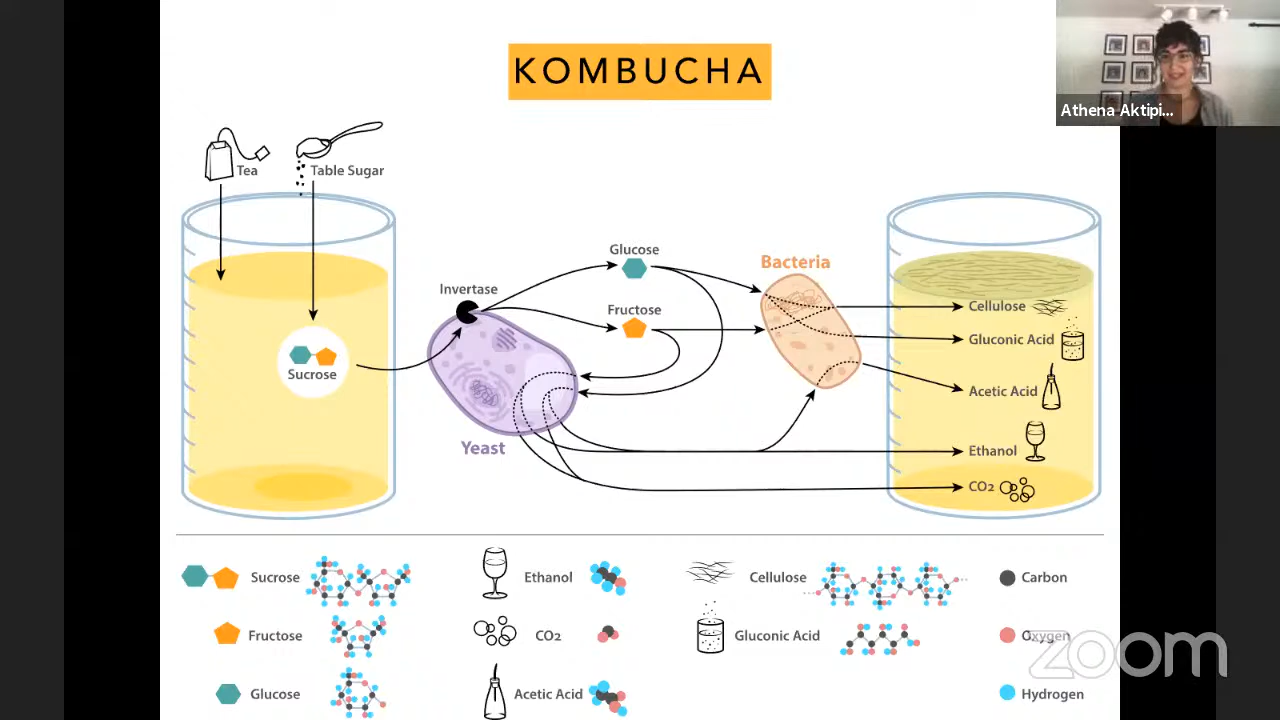 KOMBUCHA
Athena Aktipi...
Tea
Table Sugar
Glucose
Bacteria
Invertase
Fructose
Cellulose
Gluconic Acid
Sucrose
Acetic Acid
Yeast
Ethanol
CO2
Sucrose
Ethanol
Cellulose
Carbon
Fructose
CO2
Gluconic Acid
Oxygen
zoom
Glucose
Acetic Acid
Hydrogen